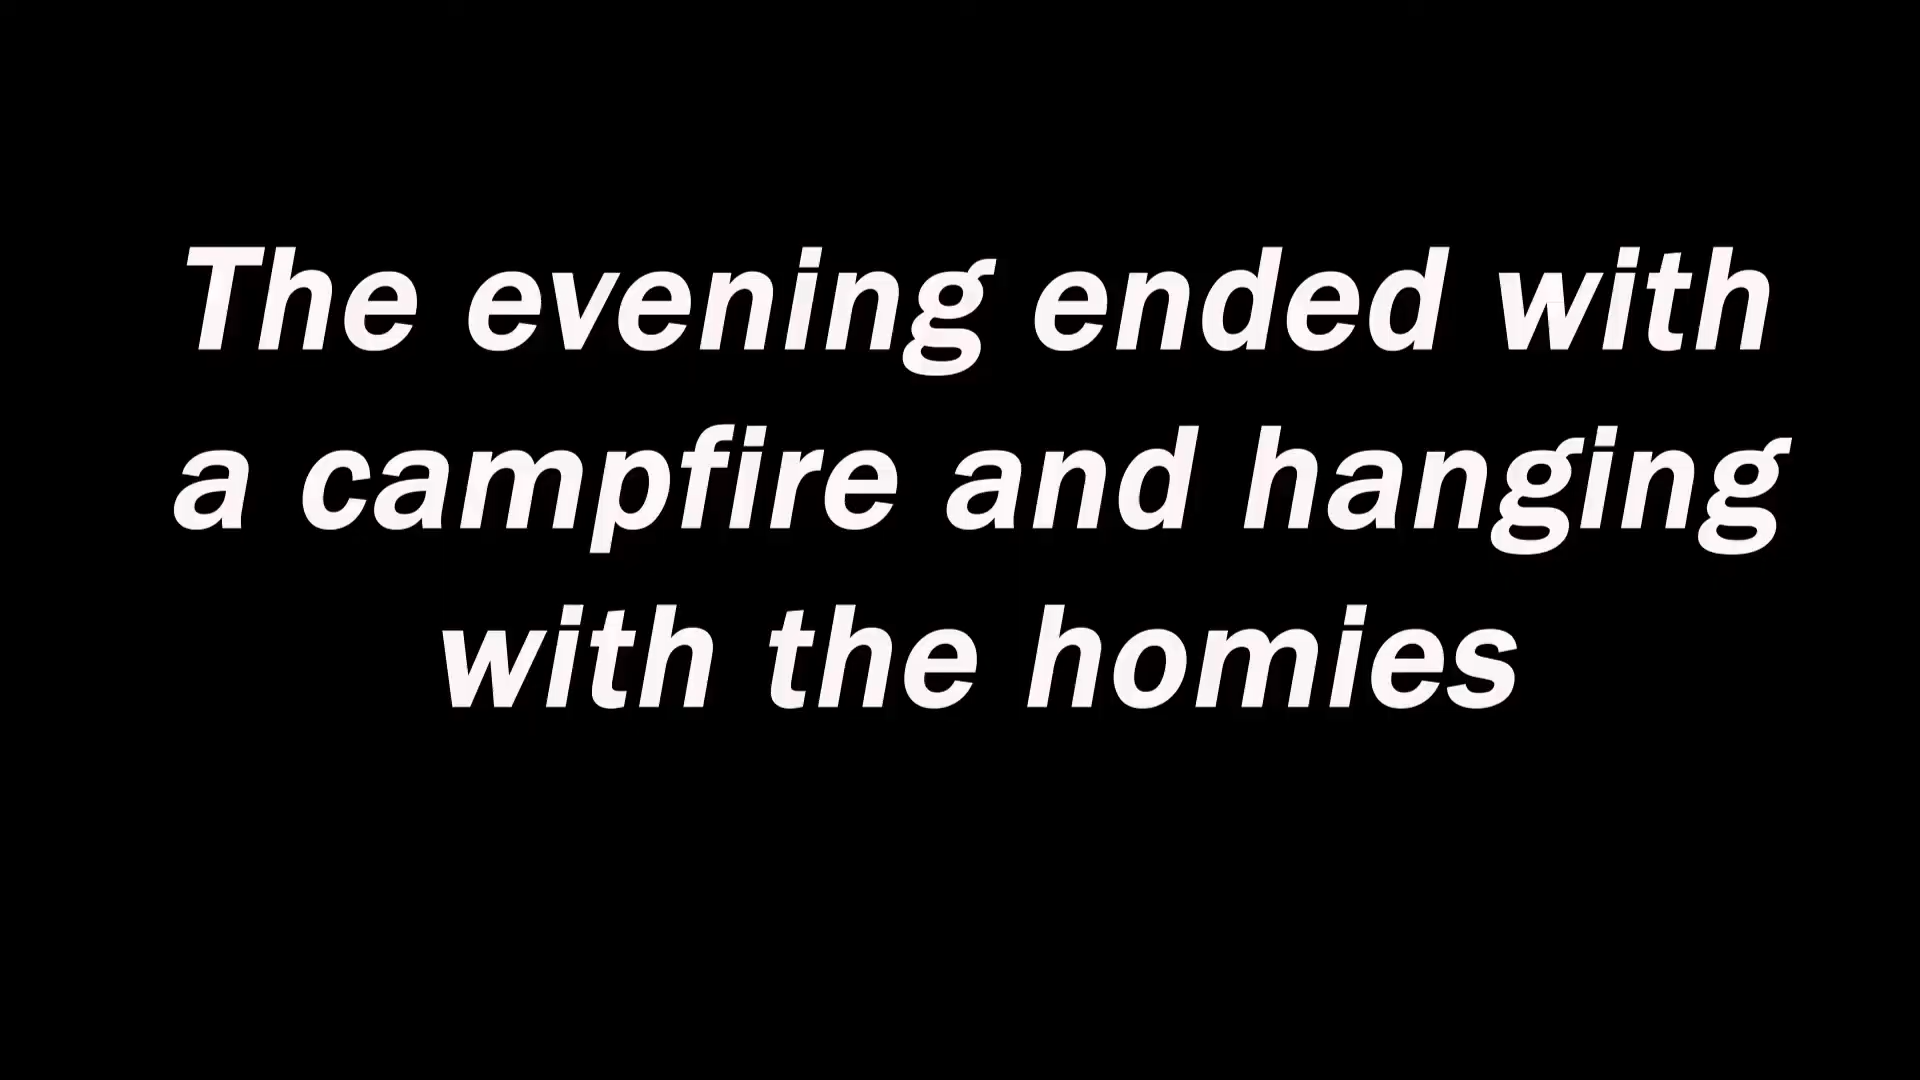 The evening ended with
a campfire and hanging
with the homies